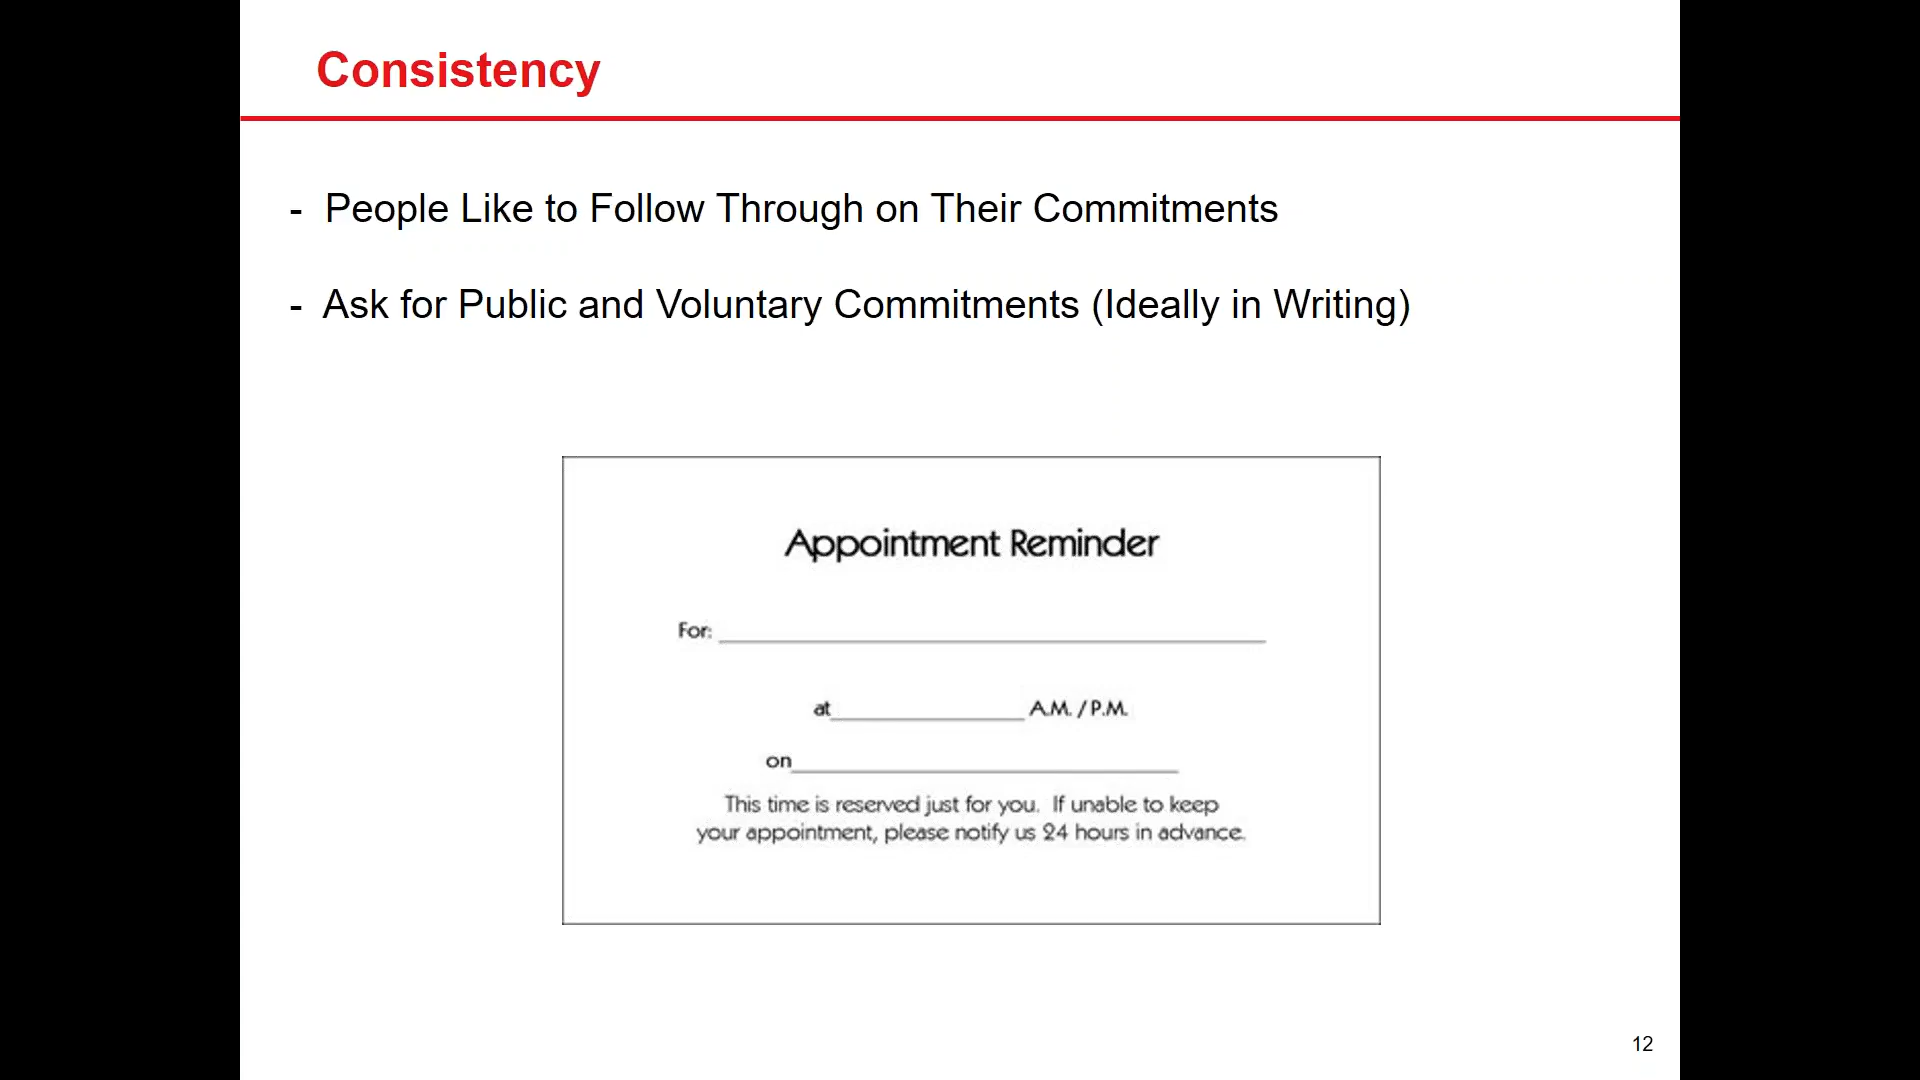 Consistency
- People Like to Follow Through on Their Commitments
- Ask for Public and Voluntary Commitments (Ideally in Writing)
Appointment Reminder
For:
at A.M. / P.M.
on
This time is reserved just for you. If unable to keep
your appointment, please notify us 24 hours in advance.
12